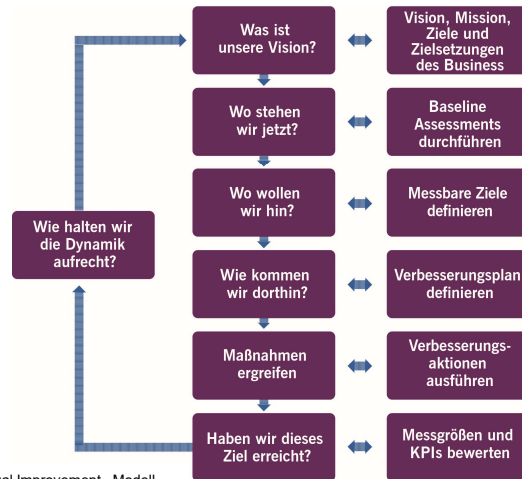 Was ist
unsere Vision?
Vision, Mission,
Ziele und
Zielsetzungen
des Business
Wo stehen
wir jetzt?
Baseline
Assessments
durchführen
Wo wollen
wir hin?
Messbare Ziele
definieren
Wie halten wir
die Dynamik
aufrecht?
Wie kommen
wir dorthin?
Verbesserungsplan
definieren
Maßnahmen
ergreifen
Verbesserungs-
aktionen
ausführen
Haben wir dieses
Ziel erreicht?
Messgrößen und
KPIs bewerten
Improvement - Modell